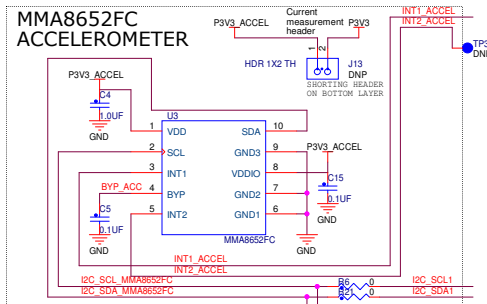 MMA8652FC
ACCELEROMETER
Current
measurement
header
P3V3_ACCEL
P3V3
INT1_ACCEL
INT2_ACCEL
1
2
HDR 1X2 TH
J13
DNP
SHORTING HEADER
ON BOTTOM LAYER
P3V3_ACCEL
C4
1.0UF
GND
U3
1 VDD SDA 10
2 SCL GND3 9
3 INT1 VDDIO 8
4 BYP GND2 7
5 INT2 GND1 6
MMA8652FC
P3V3_ACCEL
C15
0.1UF
GND
BYP_ACC
C5
0.1UF
GND
GND
INT1_ACCEL
INT2_ACCEL
I2C_SCL_MMA8652FC
R6 0
I2C_SCL1
I2C_SDA_MMA8652FC
R21 0
I2C_SDA1